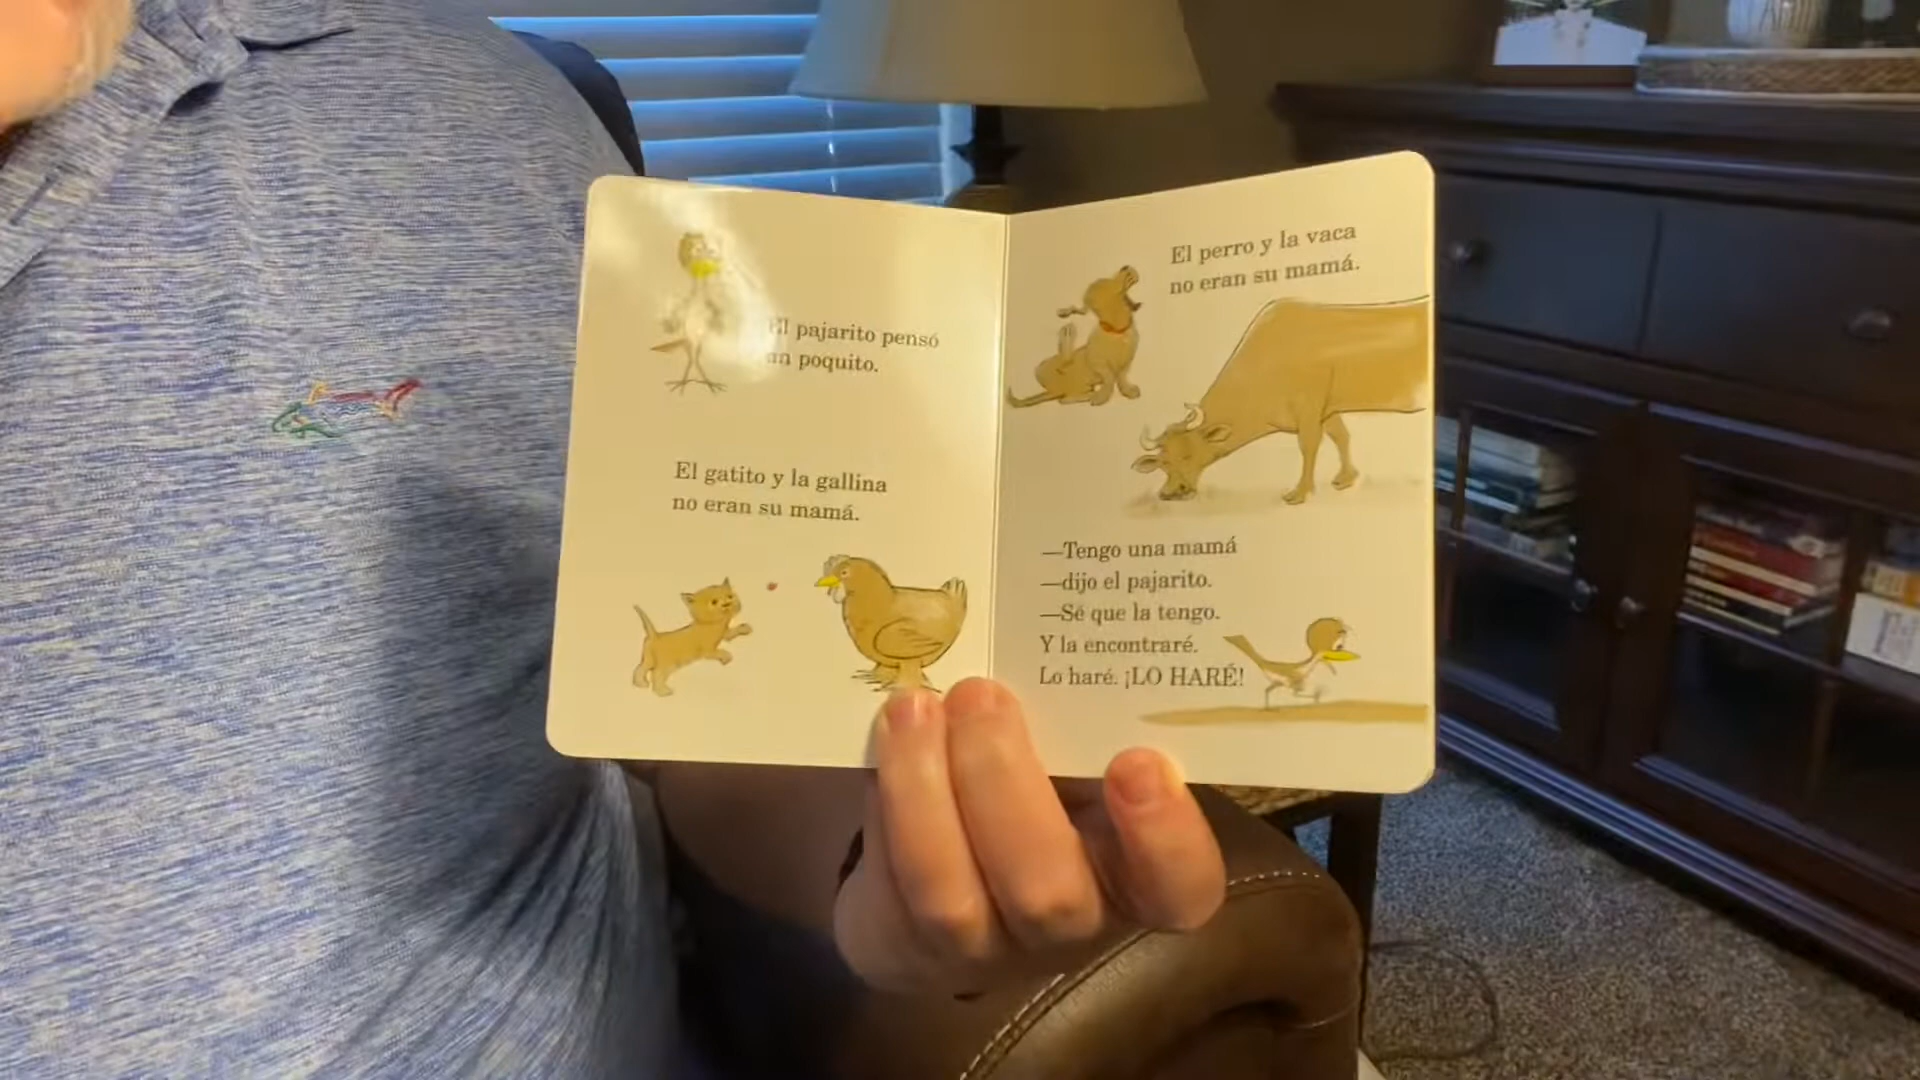 El pajarito pensó
un poquito.
El gatito y la gallina
no eran su mamá.
El perro y la vaca
no eran su mamá.
—Tengo una mamá
—dijo el pajarito.
—Sé que la tengo.
Y la encontraré.
Lo haré. ¡LO HARÉ!